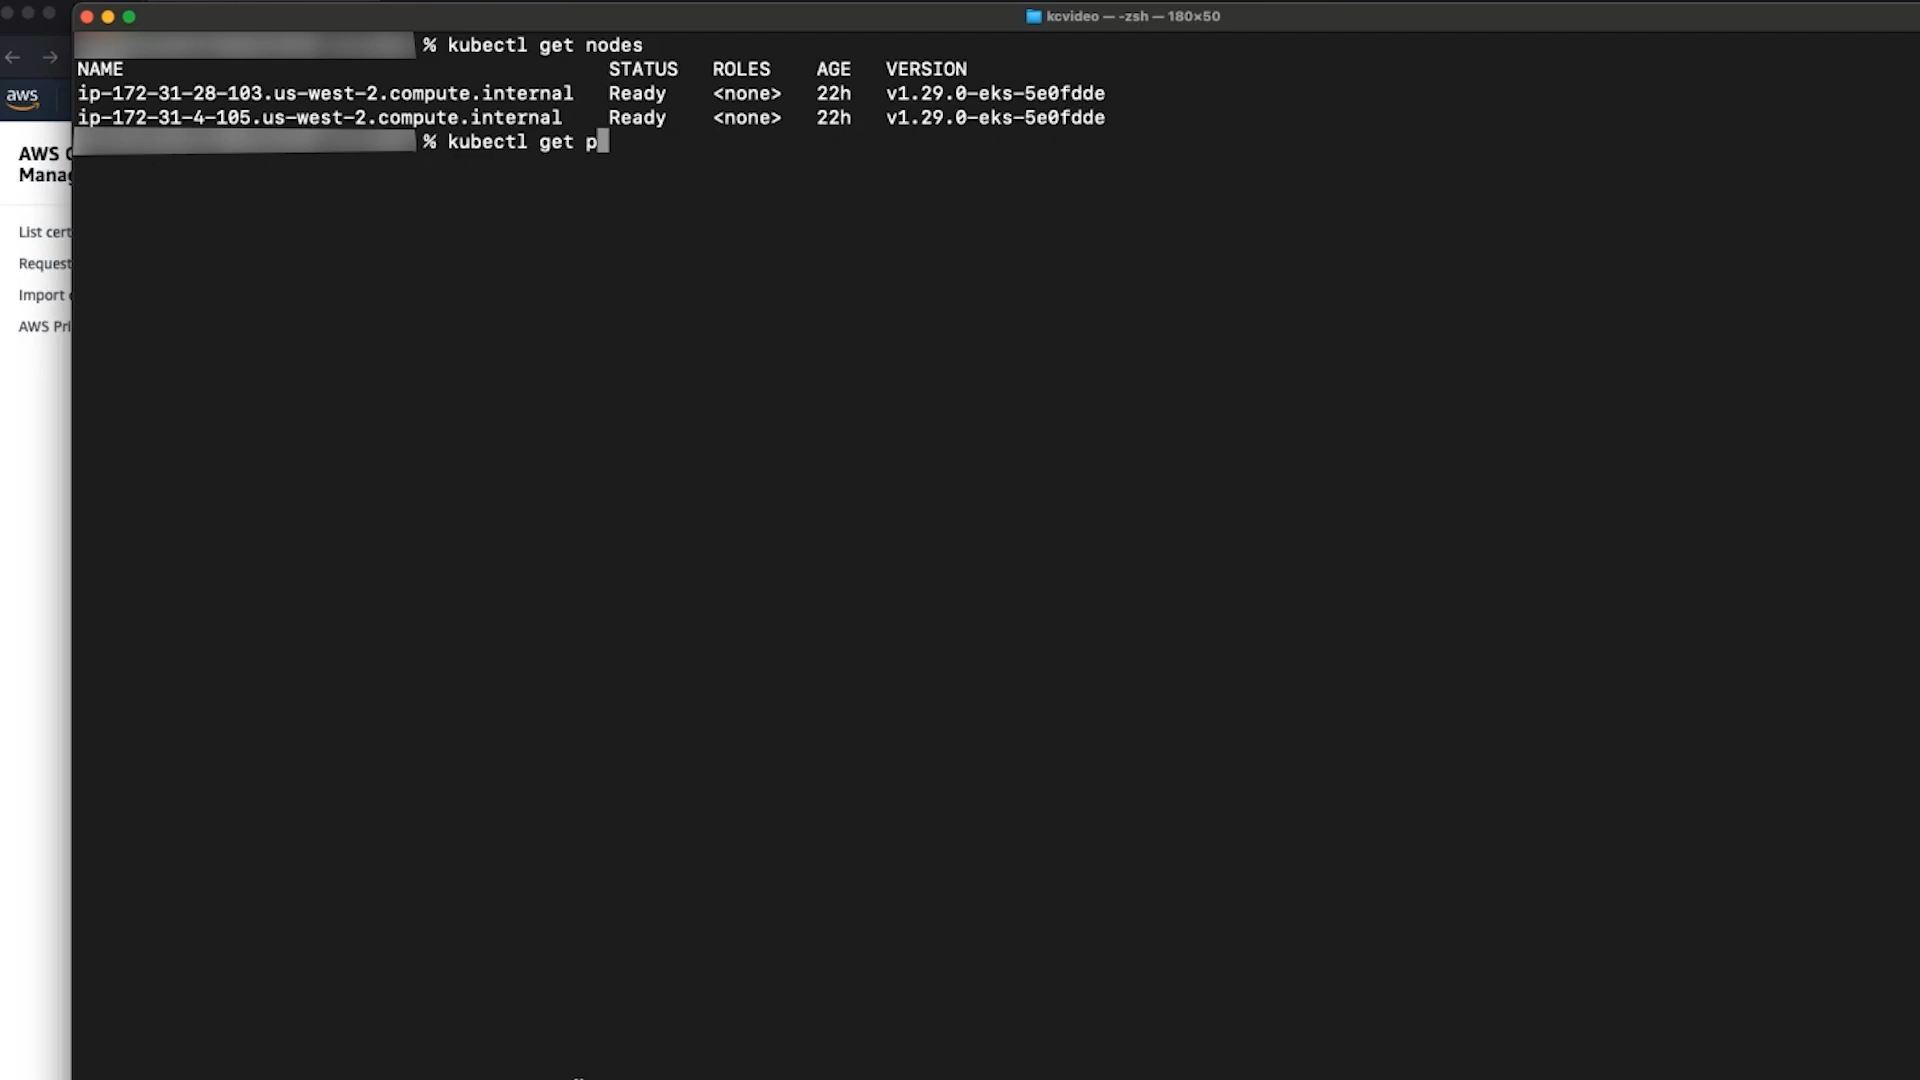 kcvideo — -zsh — 180×50
% kubectl get nodes
NAME STATUS ROLES AGE VERSION
ip-172-31-28-103.us-west-2.compute.internal Ready <none> 22h v1.29.0-eks-5e0fdde
ip-172-31-4-105.us-west-2.compute.internal Ready <none> 22h v1.29.0-eks-5e0fdde
% kubectl get p
aws
AWS
List cert
Request
Import
AWS Pri